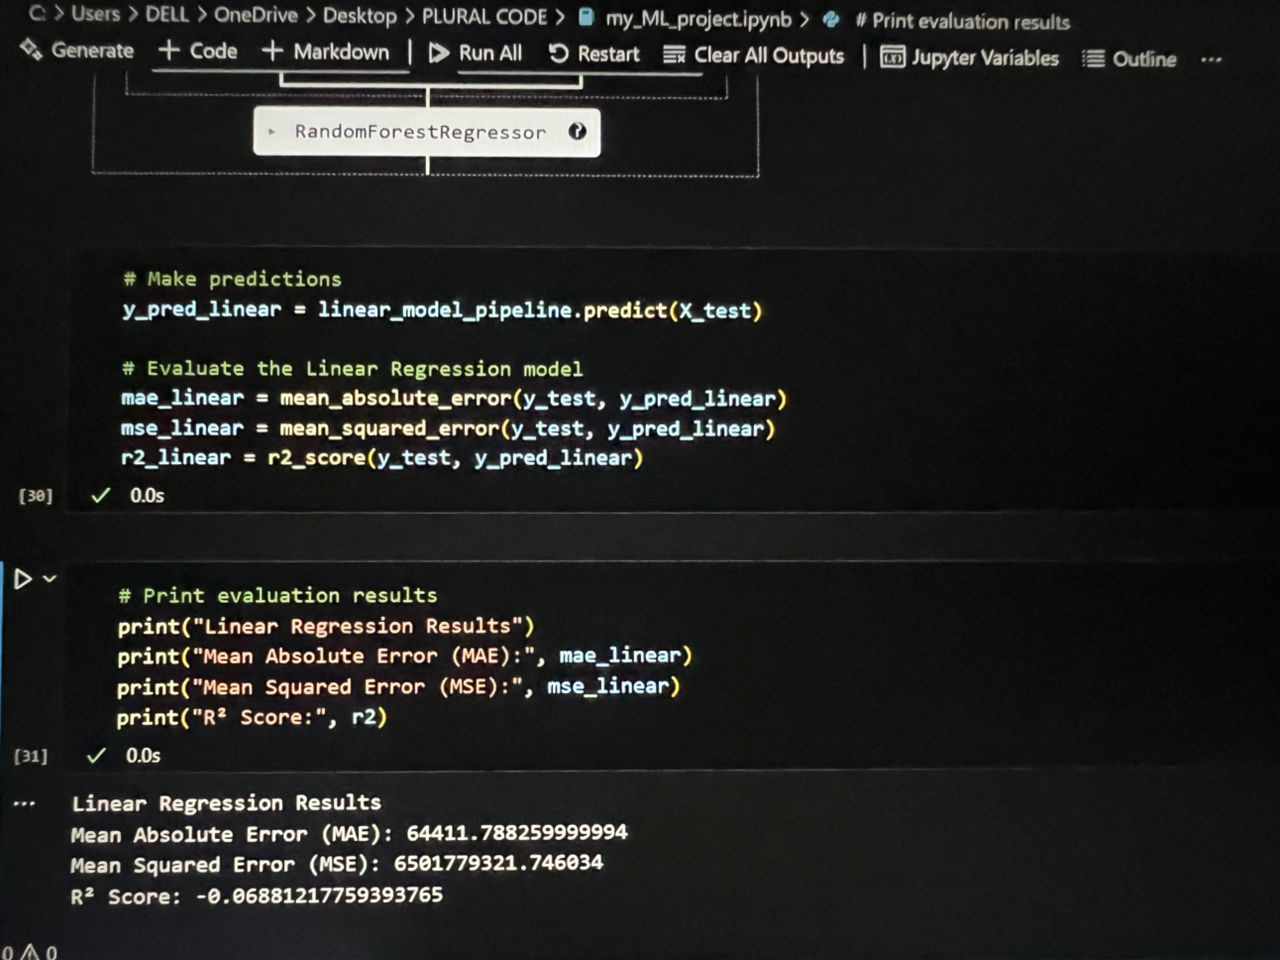 C: > Users > DELL > OneDrive > Desktop > PLURAL CODE > my_ML_project.ipynb > # Print evaluation results
Generate + Code + Markdown | Run All Restart Clear All Outputs | Jupyter Variables Outline ...
RandomForestRegressor ?
# Make predictions
y_pred_linear = linear_model_pipeline.predict(X_test)
# Evaluate the Linear Regression model
mae_linear = mean_absolute_error(y_test, y_pred_linear)
mse_linear = mean_squared_error(y_test, y_pred_linear)
r2_linear = r2_score(y_test, y_pred_linear)
[30] ✓ 0.0s
# Print evaluation results
print("Linear Regression Results")
print("Mean Absolute Error (MAE):", mae_linear)
print("Mean Squared Error (MSE):", mse_linear)
print("R² Score:", r2)
[31] ✓ 0.0s
... Linear Regression Results
Mean Absolute Error (MAE): 64411.788259999994
Mean Squared Error (MSE): 6501779321.746034
R² Score: -0.06881217759393765
0 ⚠ 0